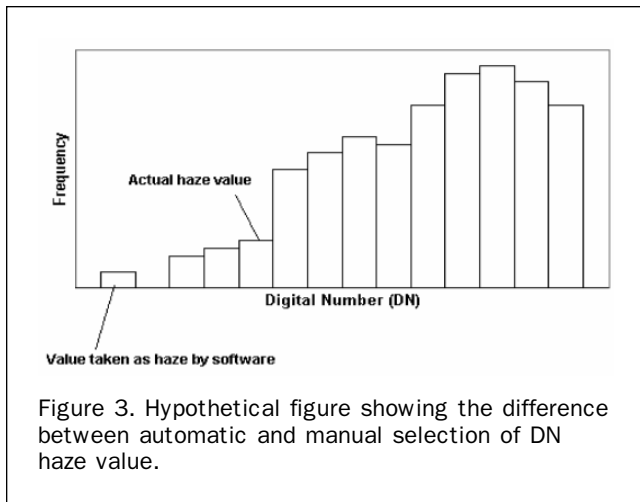 Frequency
Actual haze value
Digital Number (DN)
Value taken as haze by software
Figure 3. Hypothetical figure showing the difference
between automatic and manual selection of DN
haze value.